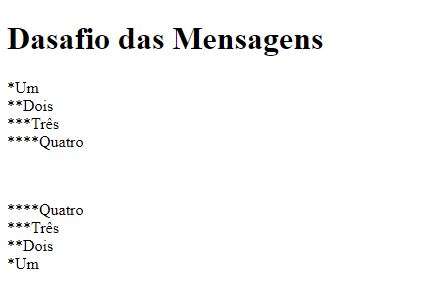 Dasafio das Mensagens
*Um
**Dois
***Três
****Quatro
****Quatro
***Três
**Dois
*Um